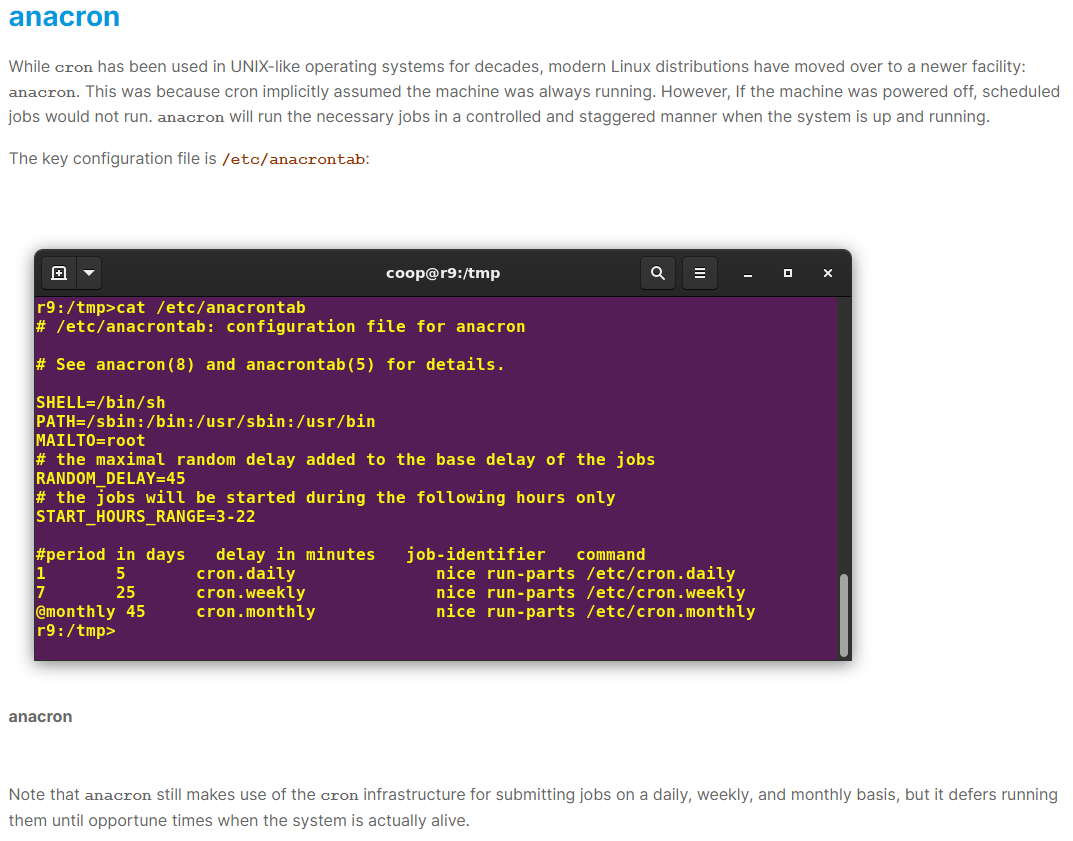 anacron
While cron has been used in UNIX-like operating systems for decades, modern Linux distributions have moved over to a newer facility:
anacron. This was because cron implicitly assumed the machine was always running. However, If the machine was powered off, scheduled
jobs would not run. anacron will run the necessary jobs in a controlled and staggered manner when the system is up and running.
The key configuration file is /etc/anacrontab:
coop@r9:/tmp
r9:/tmp>cat /etc/anacrontab
# /etc/anacrontab: configuration file for anacron
# See anacron(8) and anacrontab(5) for details.
SHELL=/bin/sh
PATH=/sbin:/bin:/usr/sbin:/usr/bin
MAILTO=root
# the maximal random delay added to the base delay of the jobs
RANDOM_DELAY=45
# the jobs will be started during the following hours only
START_HOURS_RANGE=3-22
#period in days   delay in minutes   job-identifier   command
1       5       cron.daily              nice run-parts /etc/cron.daily
7       25      cron.weekly             nice run-parts /etc/cron.weekly
@monthly 45     cron.monthly            nice run-parts /etc/cron.monthly
r9:/tmp>
anacron
Note that anacron still makes use of the cron infrastructure for submitting jobs on a daily, weekly, and monthly basis, but it defers running
them until opportune times when the system is actually alive.